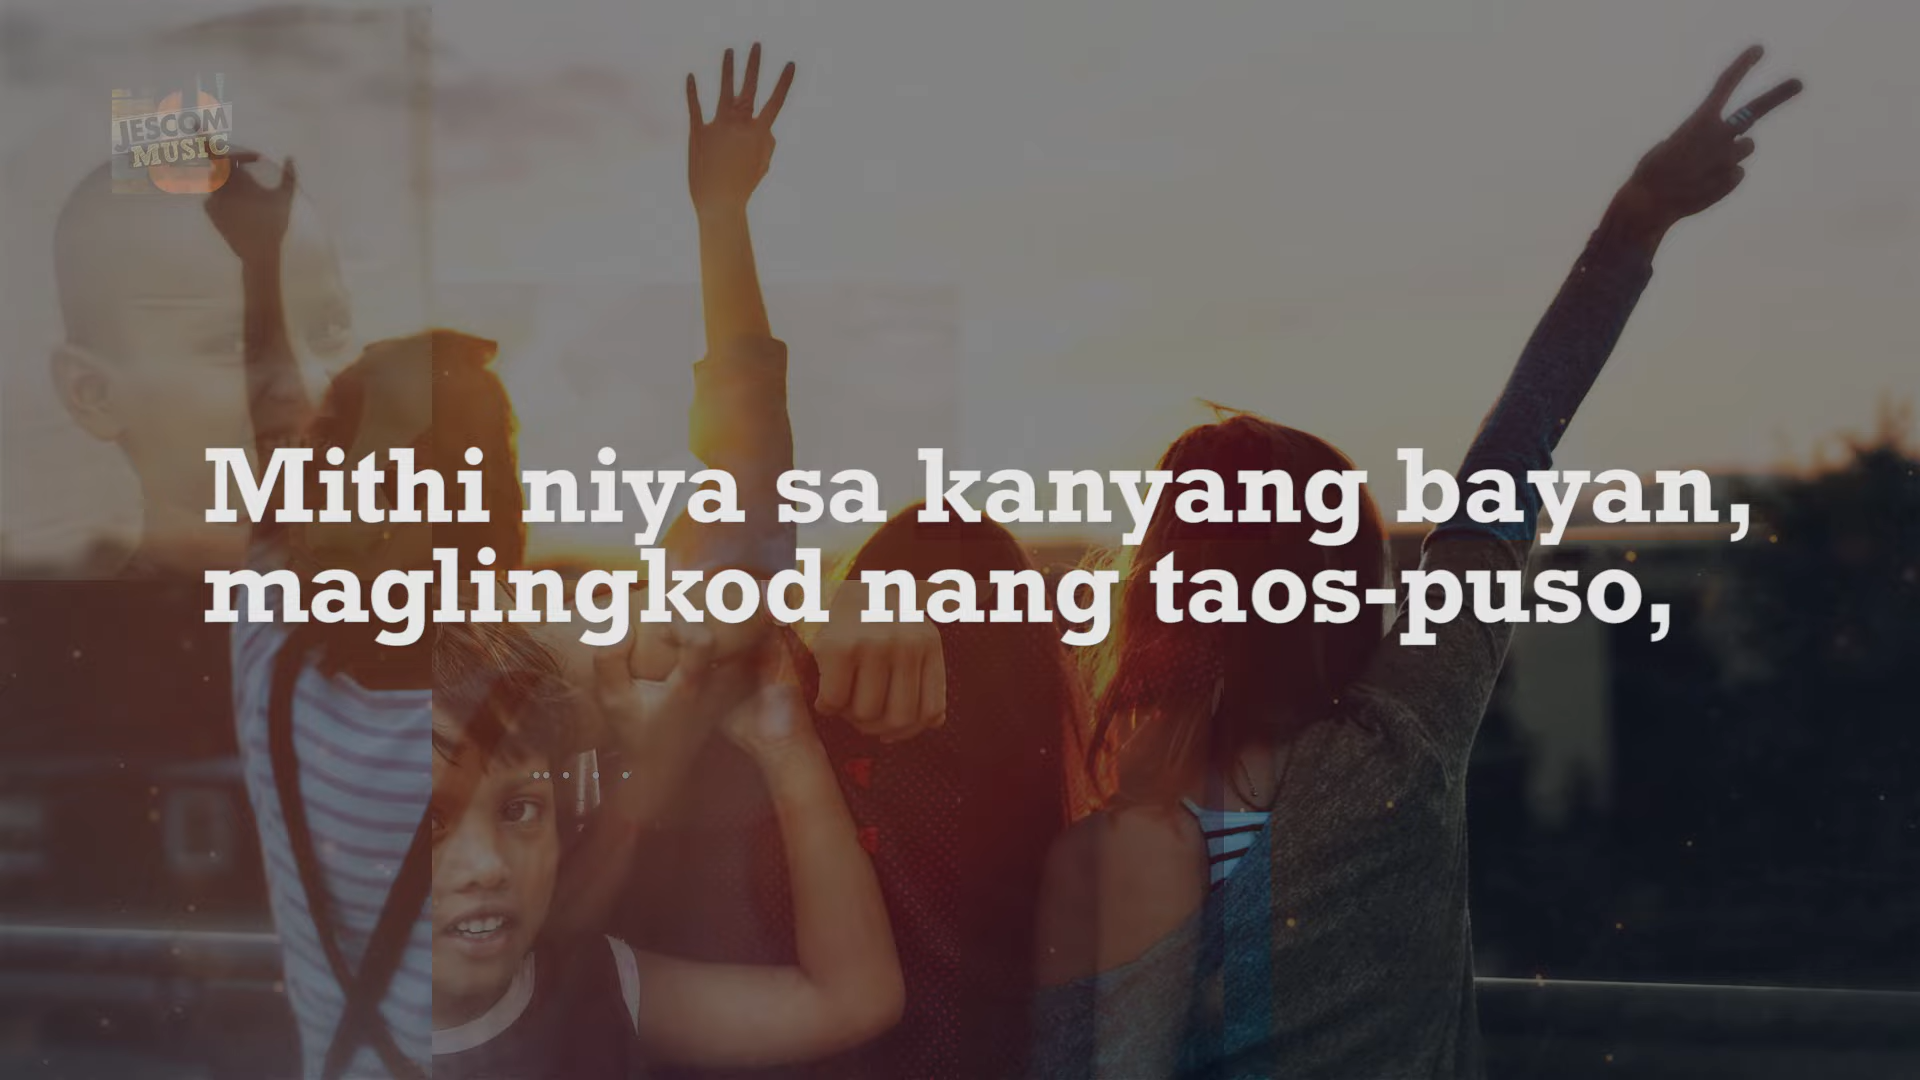 JESCOM
MUSIC
Mithi niya sa kanyang bayan,
maglingkod nang taos-puso,